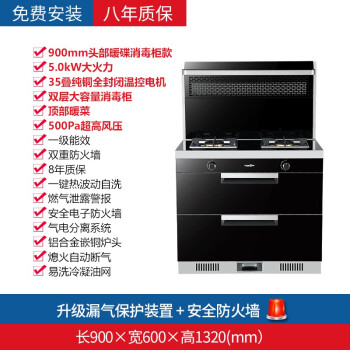 免费安装 八年质保
900mm头部暖碟消毒柜款
5.0kW大火力
35叠纯铜全封闭温控电机
双层大容量消毒柜
顶部暖菜
500Pa超高风压
一级能效
双重防火墙
8年质保
一键热波动自洗
燃气泄露警报
安全电子防火墙
气电分离系统
铝合金嵌铜炉头
熄火自动断气
易洗冷凝油网
升级漏气保护装置+安全防火墙
长900×宽600×高1320(mm)